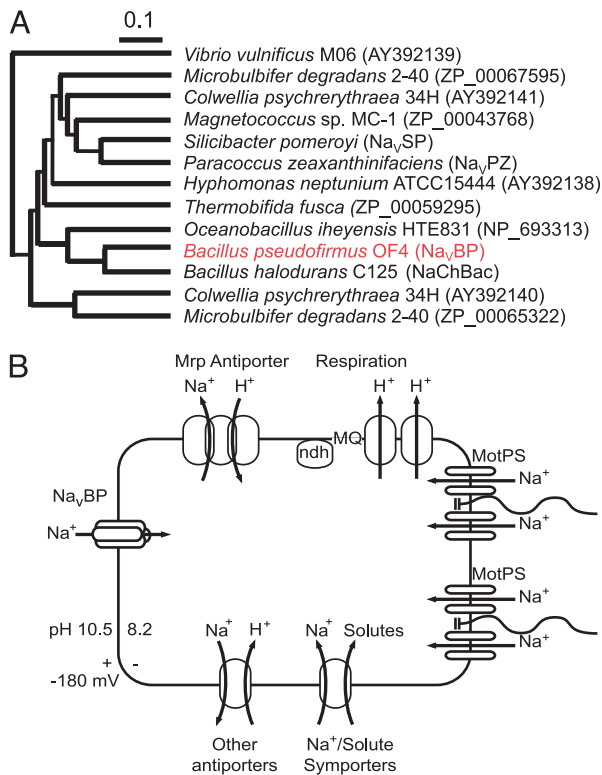 A
0.1
Vibrio vulnificus M06 (AY392139)
Microbulbifer degradans 2-40 (ZP_00067595)
Colwellia psychrerythraea 34H (AY392141)
Magnetococcus sp. MC-1 (ZP_00043768)
Silicibacter pomeroyi (NaVSP)
Paracoccus zeaxanthinifaciens (NaVPZ)
Hyphomonas neptunium ATCC15444 (AY392138)
Thermobifida fusca (ZP_00059295)
Oceanobacillus iheyensis HTE831 (NP_693313)
Bacillus pseudofirmus OF4 (NaVBP)
Bacillus halodurans C125 (NaChBac)
Colwellia psychrerythraea 34H (AY392140)
Microbulbifer degradans 2-40 (ZP_00065322)
B
Mrp Antiporter
Respiration
Na+ H+
H+ H+
MQ
ndh
MotPS
Na+
Na+
NaVBP
Na+
MotPS
Na+
Na+
pH 10.5 8.2
+ -
-180 mV
Na+ H+
Na+ Solutes
Other
antiporters
Na+/Solute
Symporters